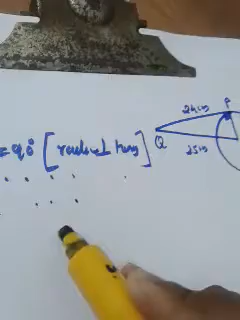 24cm P
= 90° [radius ⊥ tang]
Q
25cm